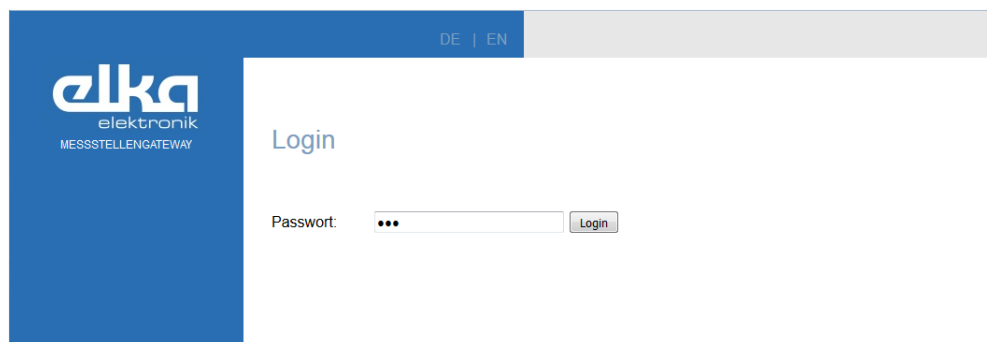 DE | EN
elka
elektronik
MESSSTELLENGATEWAY
Login
Passwort: ●●● Login